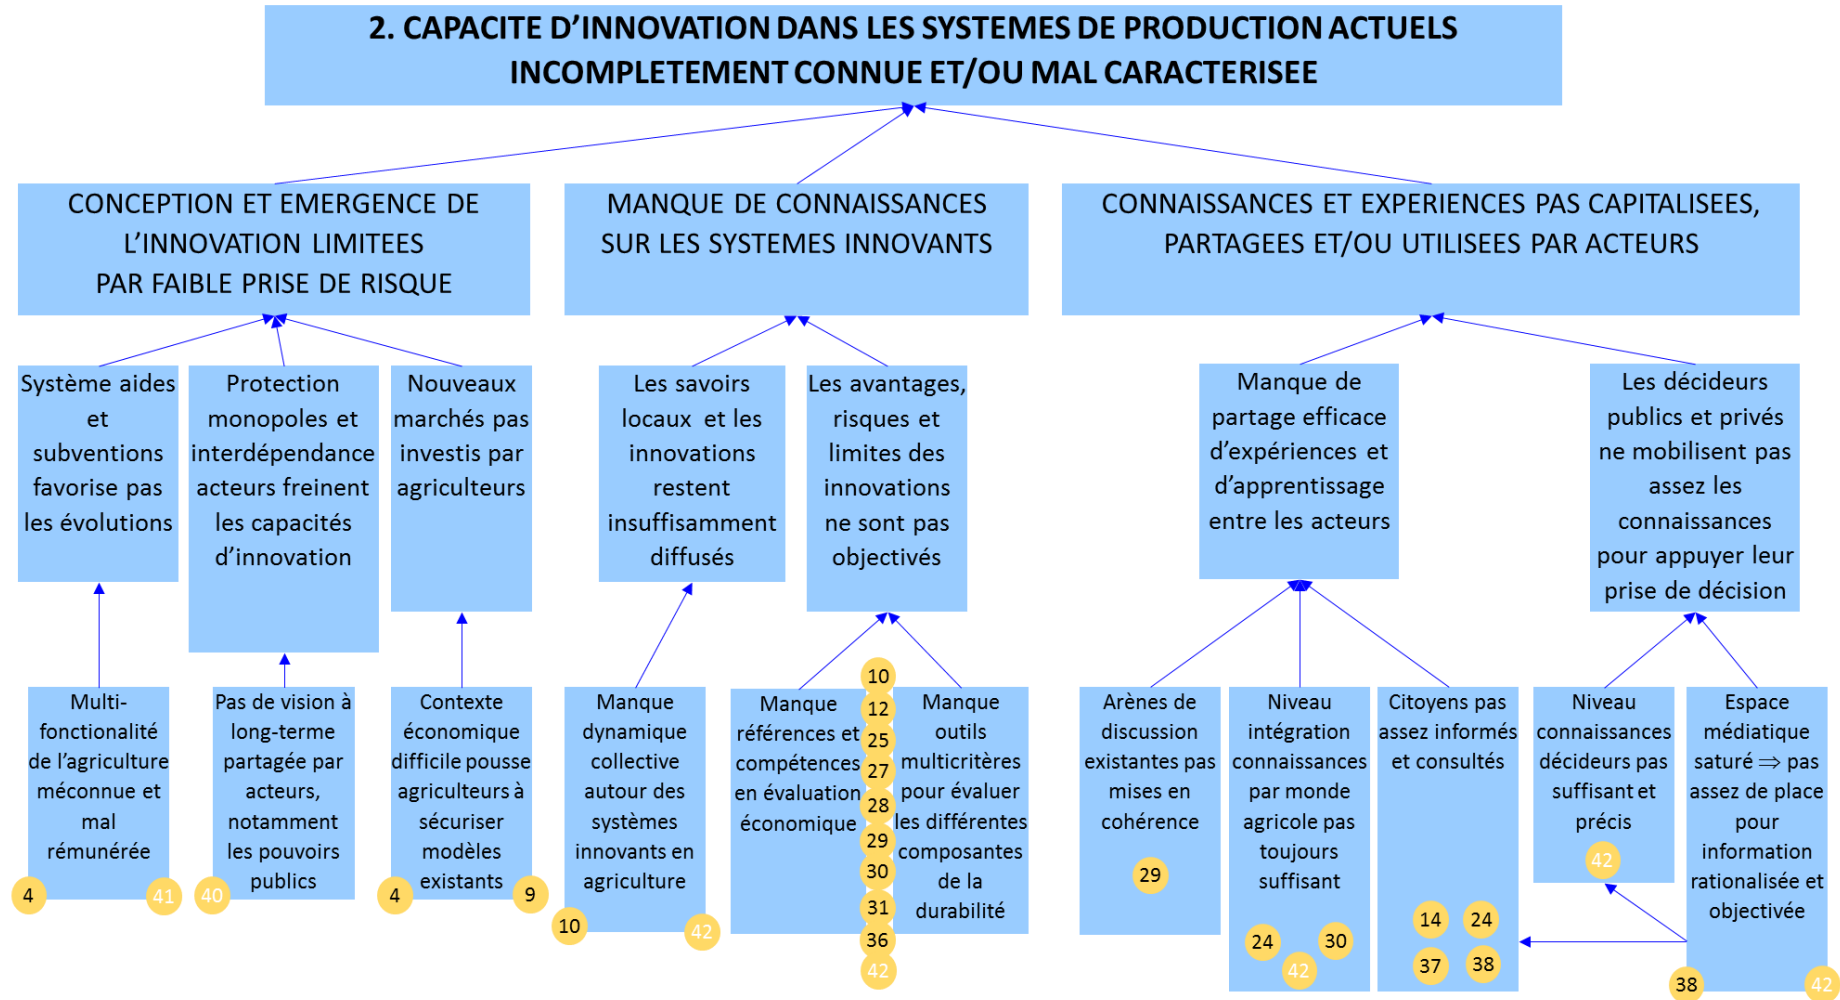 2. CAPACITE D’INNOVATION DANS LES SYSTEMES DE PRODUCTION ACTUELS
INCOMPLETEMENT CONNUE ET/OU MAL CARACTERISEE
CONCEPTION ET EMERGENCE DE
L’INNOVATION LIMITEES
PAR FAIBLE PRISE DE RISQUE
MANQUE DE CONNAISSANCES
SUR LES SYSTEMES INNOVANTS
CONNAISSANCES ET EXPERIENCES PAS CAPITALISEES,
PARTAGEES ET/OU UTILISEES PAR ACTEURS
Système aides
et
subventions
favorise pas
les évolutions
Protection
monopoles et
interdépendance
acteurs freinent
les capacités
d’innovation
Nouveaux
marchés pas
investis par
agriculteurs
Les savoirs
locaux et les
innovations
restent
insuffisamment
diffusés
Les avantages,
risques et
limites des
innovations
ne sont pas
objectivés
Manque de
partage efficace
d’expériences et
d’apprentissage
entre les acteurs
Les décideurs
publics et privés
ne mobilisent pas
assez les
connaissances
pour appuyer leur
prise de décision
Multi-
fonctionalité
de l’agriculture
méconnue et
mal
rémunérée
4
41
Pas de vision à
long-terme
partagée par
acteurs,
notamment
les pouvoirs
publics
40
Contexte
économique
difficile pousse
agriculteurs à
sécuriser
modèles
existants
4
9
Manque
dynamique
collective
autour des
systèmes
innovants en
agriculture
10
42
Manque
références et
compétences
en évaluation
économique
10
12
25
27
28
29
30
31
36
42
Manque
outils
multicritères
pour évaluer
les différentes
composantes
de la
durabilité
Arènes de
discussion
existantes pas
mises en
cohérence
29
Niveau
intégration
connaissances
par monde
agricole pas
toujours
suffisant
24
30
42
Citoyens pas
assez informés
et consultés
14
24
37
38
Niveau
connaissances
décideurs pas
suffisant et
précis
42
Espace
médiatique
saturé ⇒ pas
assez de place
pour
information
rationalisée et
objectivée
38
42